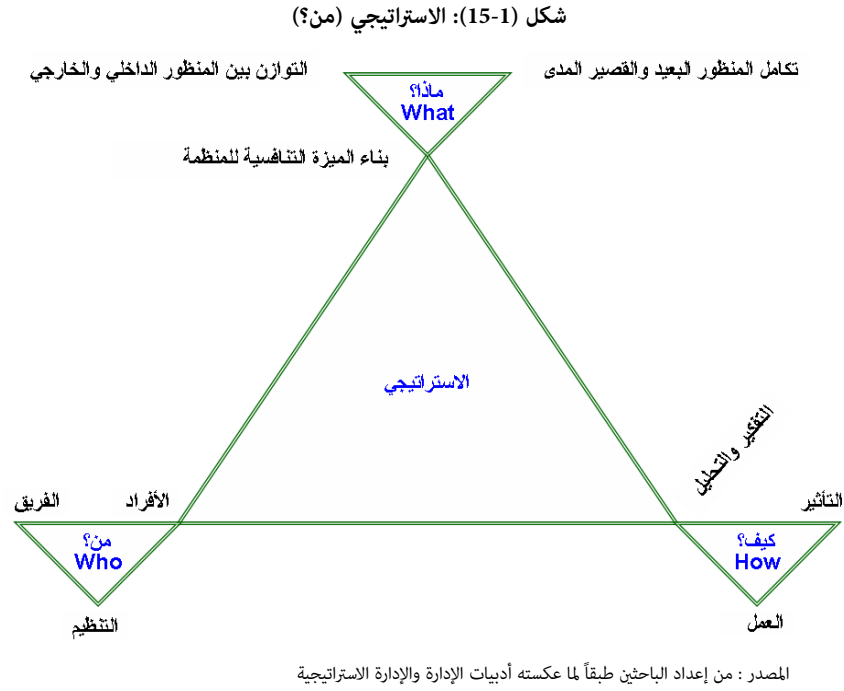 شكل (1-15): الاستراتيجي (من؟)
تكامل المنظور البعيد والقصير المدى
التوازن بين المنظور الداخلي والخارجي
ماذا؟
What
بناء الميزة التنافسية للمنظمة
الاستراتيجي
التفكير والتحليل
التأثير
الأفراد
الفريق
كيف؟
How
من؟
Who
العمل
التنظيم
المصدر : من إعداد الباحثين طبقاً لما عكسته أدبيات الإدارة والإدارة الاستراتيجية